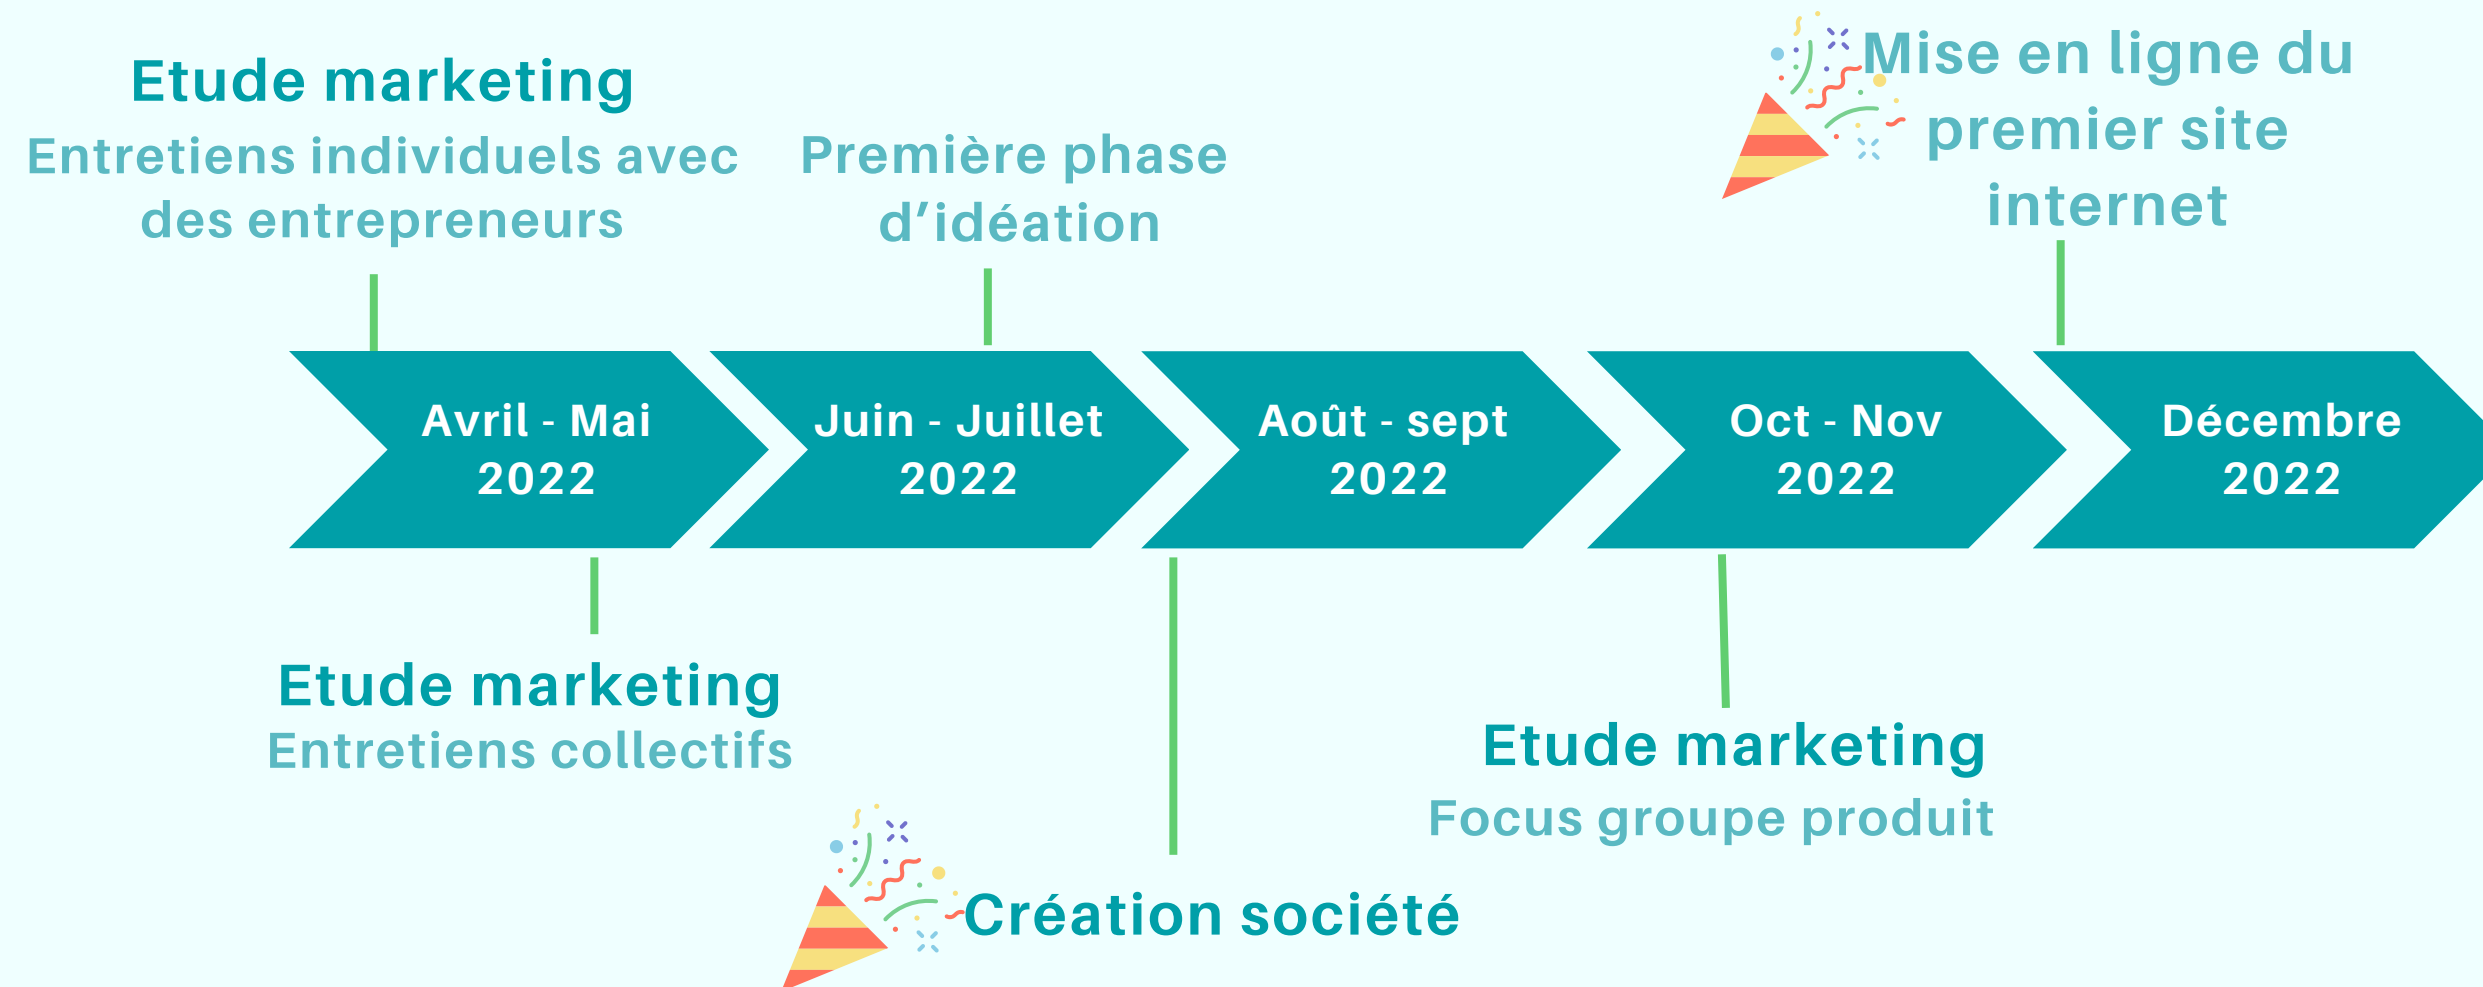 Etude marketing
Entretiens individuels avec
des entrepreneurs
Première phase
d’idéation
Mise en ligne du
premier site
internet
Avril - Mai
2022
Juin - Juillet
2022
Août - sept
2022
Oct - Nov
2022
Décembre
2022
Etude marketing
Entretiens collectifs
Création société
Etude marketing
Focus groupe produit